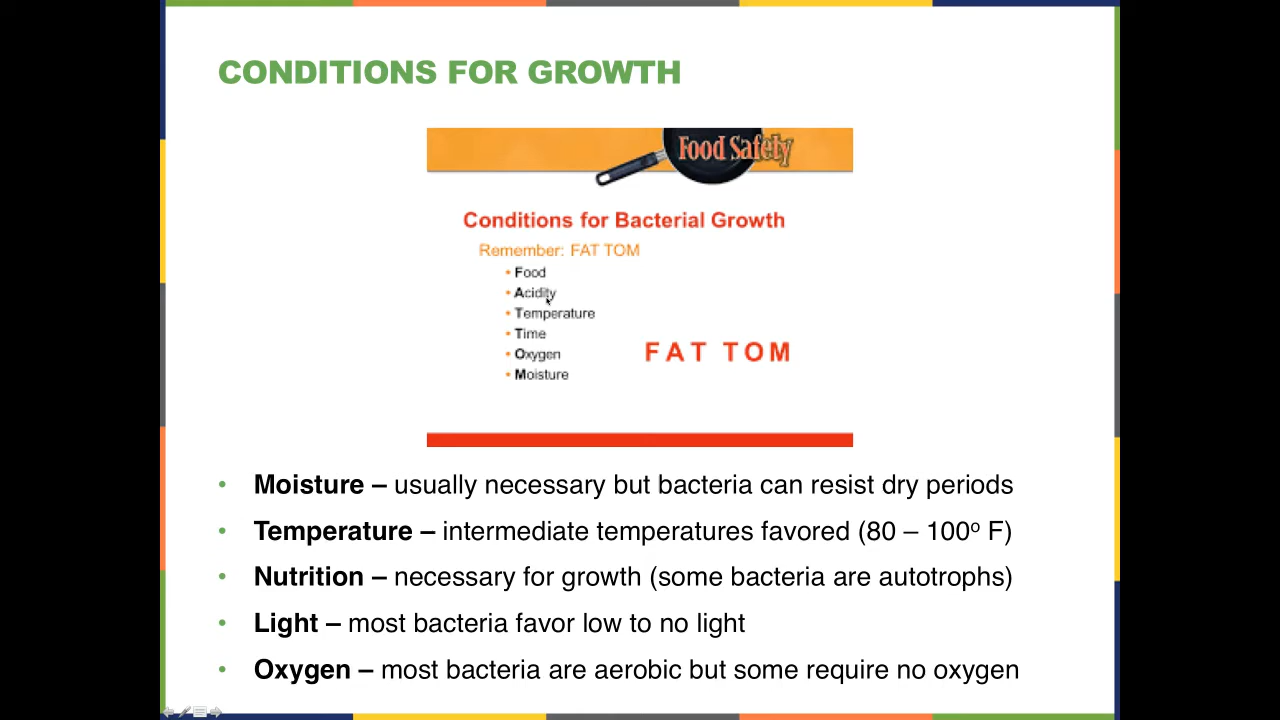 CONDITIONS FOR GROWTH
Food Safety
Conditions for Bacterial Growth
Remember: FAT TOM
• Food
• Acidity
• Temperature
• Time
• Oxygen
• Moisture
FAT TOM
• Moisture – usually necessary but bacteria can resist dry periods
• Temperature – intermediate temperatures favored (80 – 100º F)
• Nutrition – necessary for growth (some bacteria are autotrophs)
• Light – most bacteria favor low to no light
• Oxygen – most bacteria are aerobic but some require no oxygen